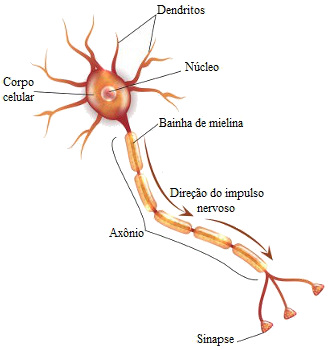 Dendritos
Núcleo
Corpo
celular
Bainha de mielina
Direção do impulso
nervoso
Axônio
Sinapse